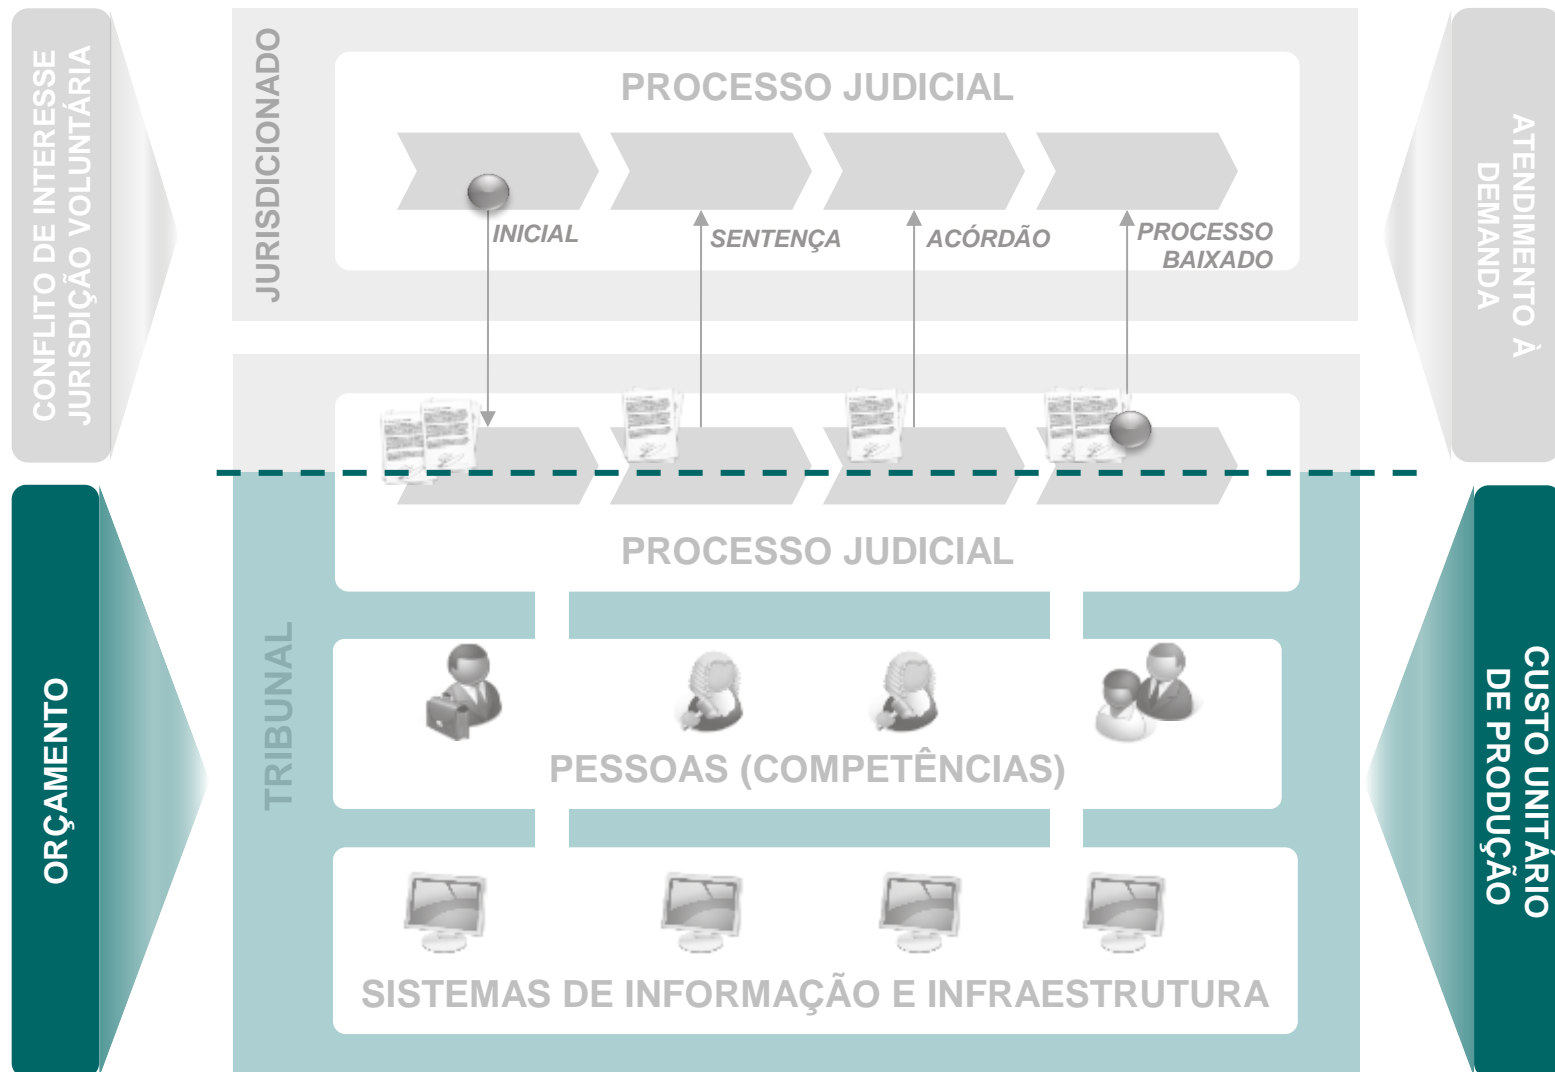 CONFLITO DE INTERESSE
JURISDIÇÃO VOLUNTÁRIA
JURISDICIONADO
PROCESSO JUDICIAL
INICIAL
SENTENÇA
ACÓRDÃO
PROCESSO
BAIXADO
ATENDIMENTO À
DEMANDA
ORÇAMENTO
TRIBUNAL
PROCESSO JUDICIAL
PESSOAS (COMPETÊNCIAS)
SISTEMAS DE INFORMAÇÃO E INFRAESTRUTURA
CUSTO UNITÁRIO
DE PRODUÇÃO